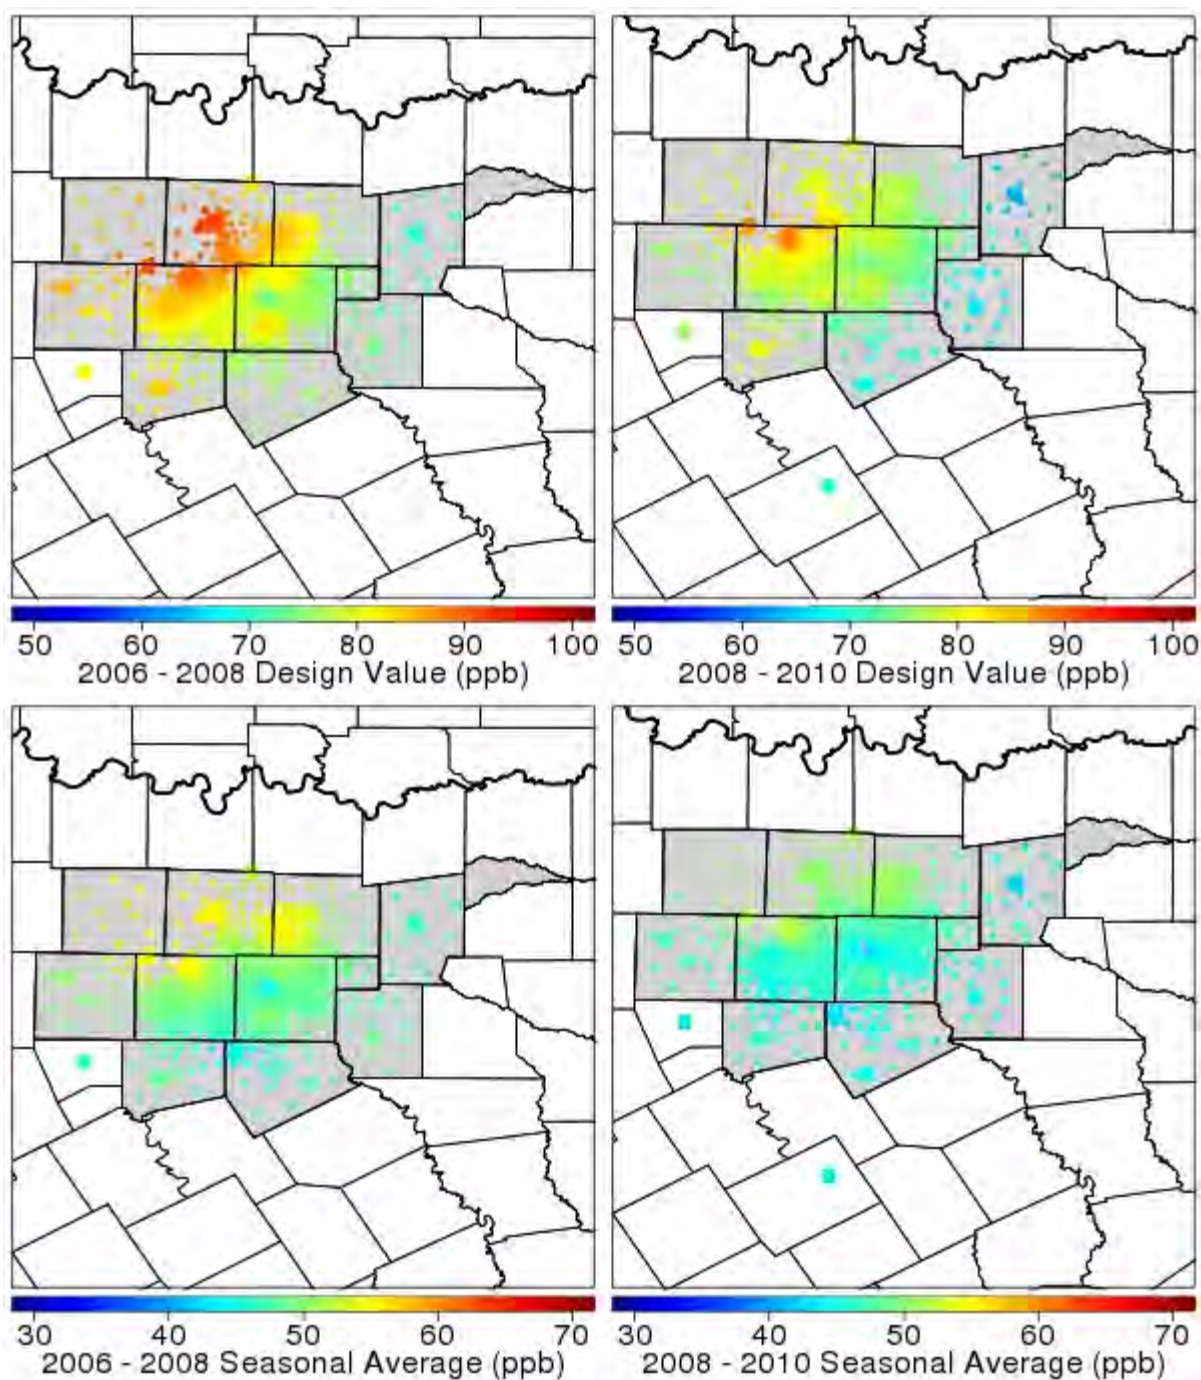 50 60 70 80 90 100
2006 - 2008 Design Value (ppb)
50 60 70 80 90 100
2008 - 2010 Design Value (ppb)
30 40 50 60 70
2006 - 2008 Seasonal Average (ppb)
30 40 50 60 70
2008 - 2010 Seasonal Average (ppb)